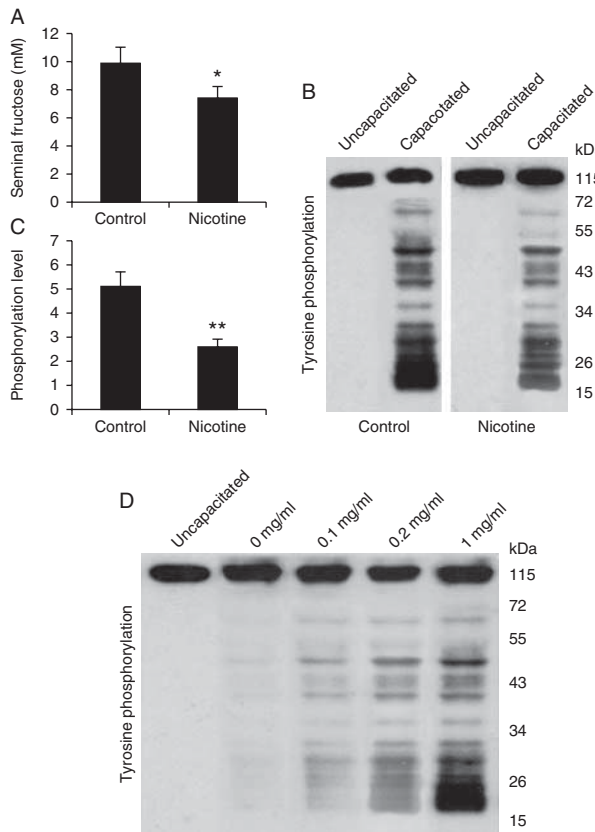 A
Seminal fructose (mM)
12
10
8
6
4
2
0
*
Control
Nicotine
B
Uncapacitated
Capacotated
Uncapacitated
Capacitated
kD
115
72
55
43
34
26
15
Tyrosine phosphorylation
Control
Nicotine
C
Phosphorylation level
7
6
5
4
3
2
1
0
**
Control
Nicotine
D
Uncapacitated
0 mg/ml
0.1 mg/ml
0.2 mg/ml
1 mg/ml
kDa
115
72
55
43
34
26
15
Tyrosine phosphorylation